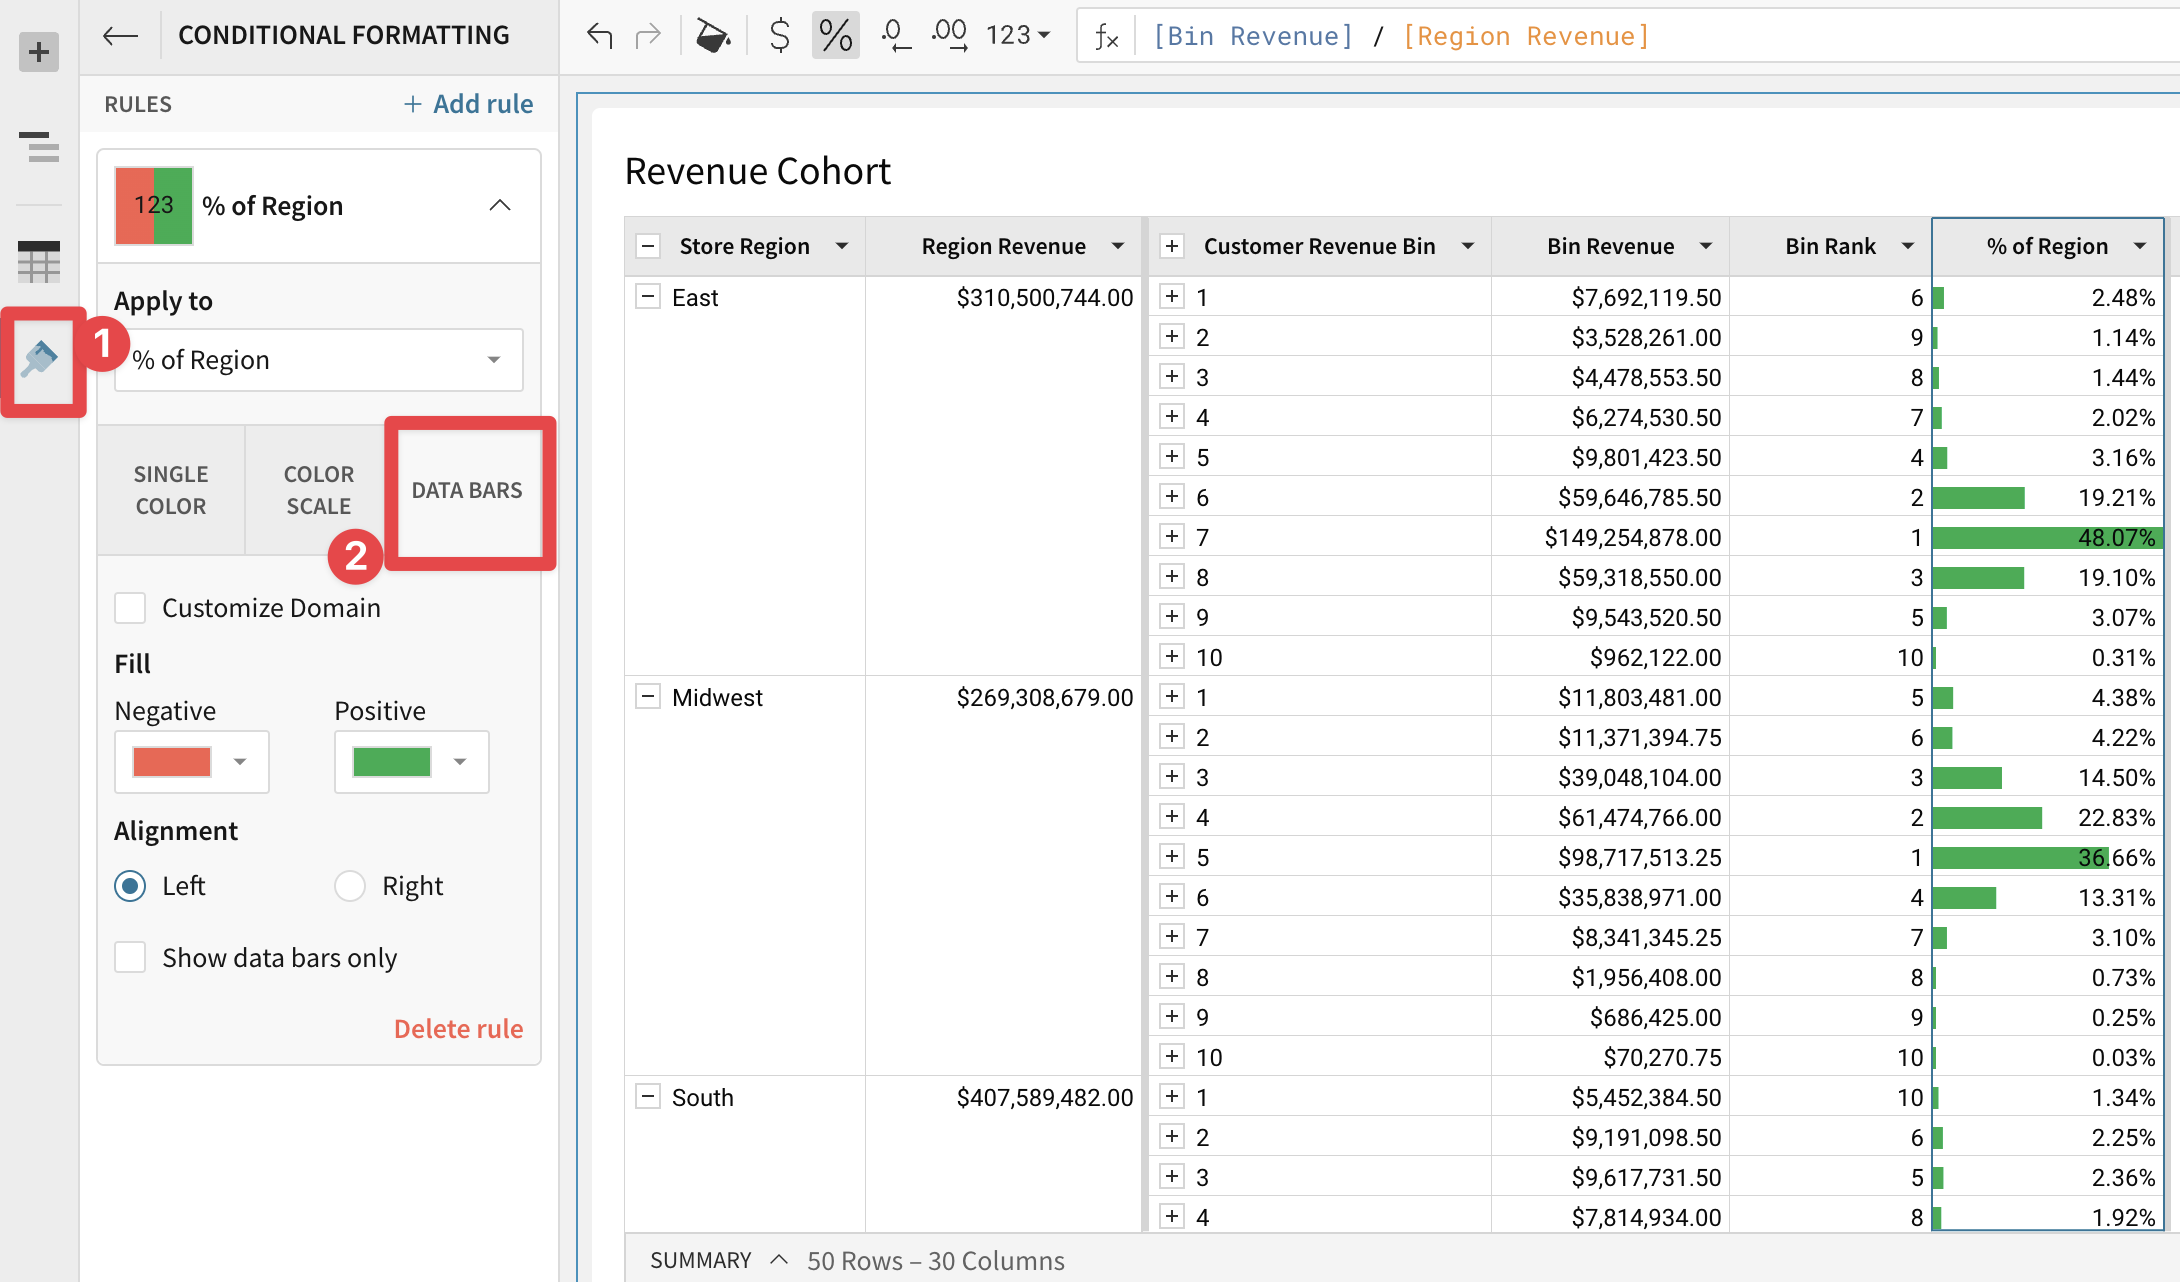 CONDITIONAL FORMATTING
$ % .0 .00 123
fx [Bin Revenue] / [Region Revenue]
RULES
+ Add rule
123 % of Region
Apply to
1
% of Region
SINGLE COLOR
COLOR SCALE
DATA BARS
2
Customize Domain
Fill
Negative Positive
Alignment
Left Right
Show data bars only
Delete rule
Revenue Cohort
Store Region Region Revenue Customer Revenue Bin Bin Revenue Bin Rank % of Region
East $310,500,744.00 1 $7,692,119.50 6 2.48%
2 $3,528,261.00 9 1.14%
3 $4,478,553.50 8 1.44%
4 $6,274,530.50 7 2.02%
5 $9,801,423.50 4 3.16%
6 $59,646,785.50 2 19.21%
7 $149,254,878.00 1 48.07%
8 $59,318,550.00 3 19.10%
9 $9,543,520.50 5 3.07%
10 $962,122.00 10 0.31%
Midwest $269,308,679.00 1 $11,803,481.00 5 4.38%
2 $11,371,394.75 6 4.22%
3 $39,048,104.00 3 14.50%
4 $61,474,766.00 2 22.83%
5 $98,717,513.25 1 36.66%
6 $35,838,971.00 4 13.31%
7 $8,341,345.25 7 3.10%
8 $1,956,408.00 8 0.73%
9 $686,425.00 9 0.25%
10 $70,270.75 10 0.03%
South $407,589,482.00 1 $5,452,384.50 10 1.34%
2 $9,191,098.50 6 2.25%
3 $9,617,731.50 5 2.36%
4 $7,814,934.00 8 1.92%
SUMMARY 50 Rows – 30 Columns